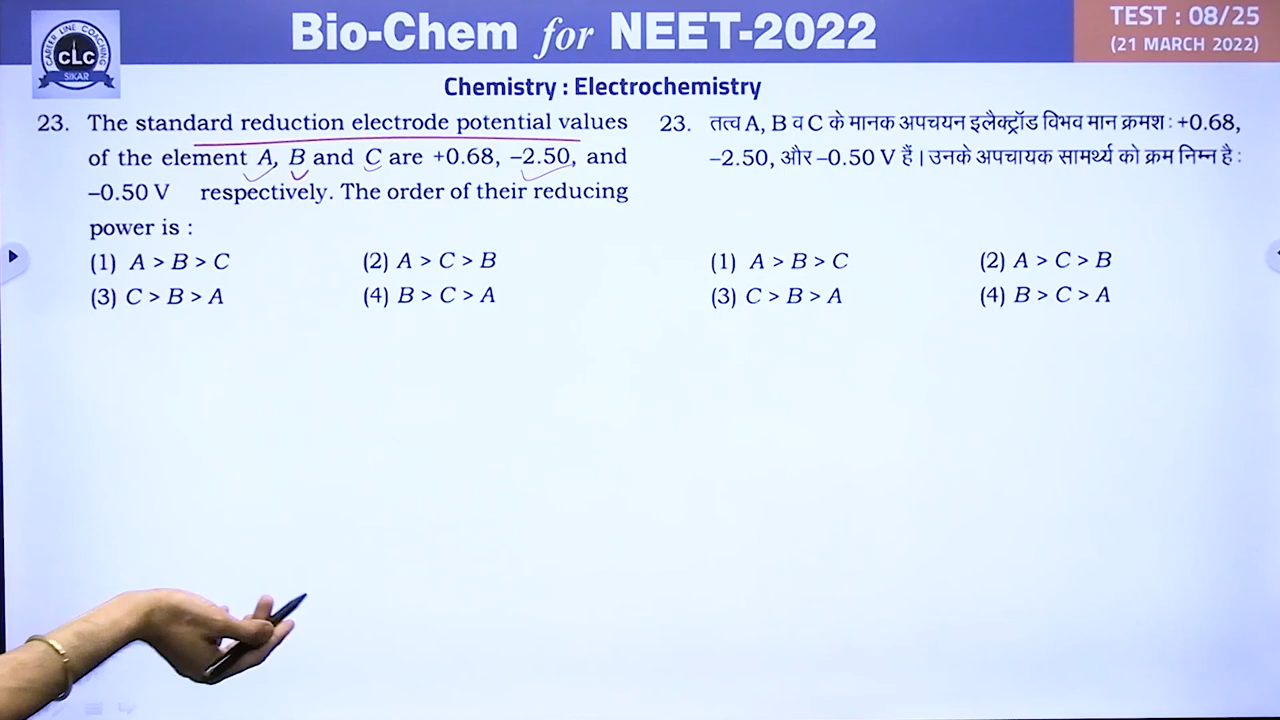 Bio-Chem for NEET-2022
TEST : 08/25
(21 MARCH 2022)
CAREER LINE COACHING
CLC
SIKAR
Chemistry : Electrochemistry
23. The standard reduction electrode potential values
of the element A, B and C are +0.68, –2.50, and
–0.50 V respectively. The order of their reducing
power is :
(1) A > B > C (2) A > C > B
(3) C > B > A (4) B > C > A
23. तत्व A, B व C के मानक अपचयन इलैक्ट्रॉड विभव मान क्रमश : +0.68,
–2.50, और –0.50 V हैं। उनके अपचायक सामर्थ्य को क्रम निम्न है :
(1) A > B > C (2) A > C > B
(3) C > B > A (4) B > C > A